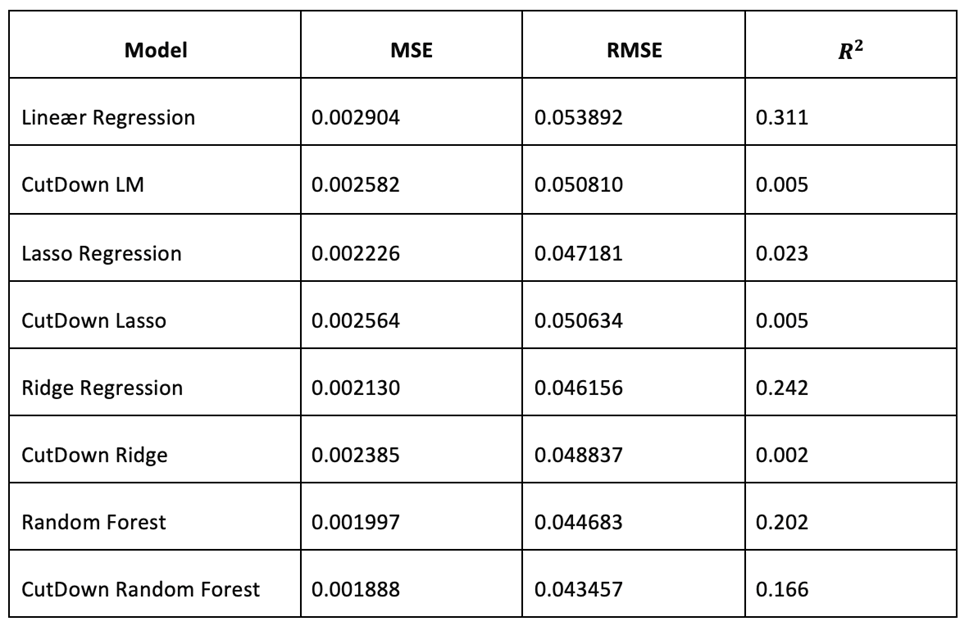 Model MSE RMSE R²
Lineær Regression 0.002904 0.053892 0.311
CutDown LM 0.002582 0.050810 0.005
Lasso Regression 0.002226 0.047181 0.023
CutDown Lasso 0.002564 0.050634 0.005
Ridge Regression 0.002130 0.046156 0.242
CutDown Ridge 0.002385 0.048837 0.002
Random Forest 0.001997 0.044683 0.202
CutDown Random Forest 0.001888 0.043457 0.166